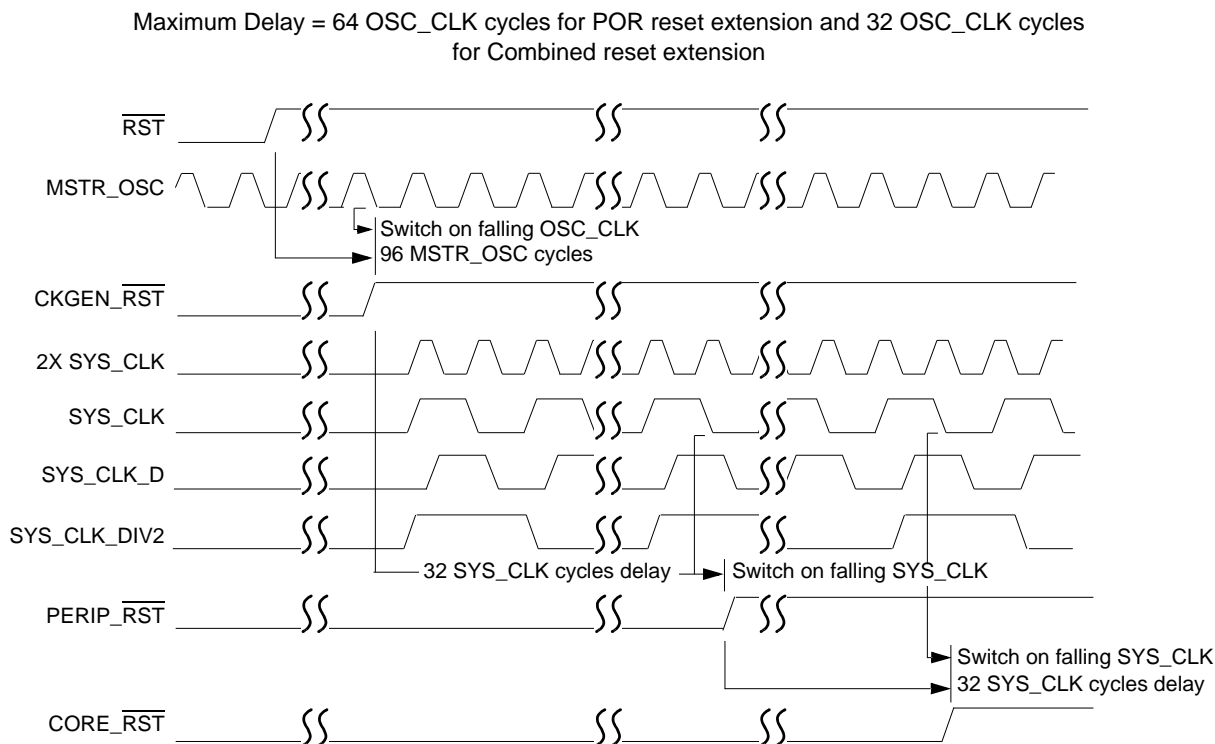 Maximum Delay = 64 OSC_CLK cycles for POR reset extension and 32 OSC_CLK cycles
for Combined reset extension
RST
MSTR_OSC
Switch on falling OSC_CLK
96 MSTR_OSC cycles
CKGEN_RST
2X SYS_CLK
SYS_CLK
SYS_CLK_D
SYS_CLK_DIV2
32 SYS_CLK cycles delay
Switch on falling SYS_CLK
PERIP_RST
Switch on falling SYS_CLK
32 SYS_CLK cycles delay
CORE_RST